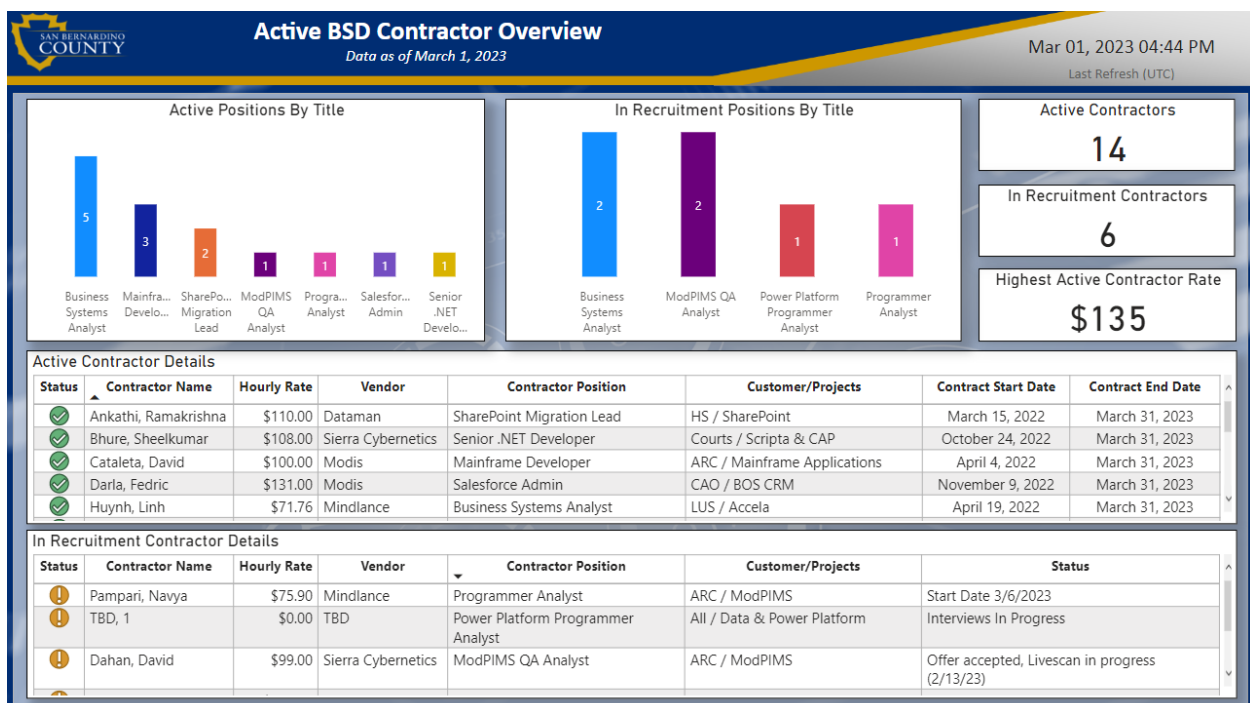 SAN BERNARDINO
COUNTY
Active BSD Contractor Overview
Data as of March 1, 2023
Mar 01, 2023 04:44 PM
Last Refresh (UTC)
Active Positions By Title
5
3
2
1
1
1
1
Business Mainfra... SharePo... ModPIMS Progra... Salesfor... Senior
Systems Develo... Migration QA Analyst Admin .NET
Analyst Lead Analyst Develo...
In Recruitment Positions By Title
2
2
1
1
Business ModPIMS QA Power Platform Programmer
Systems Analyst Programmer Analyst
Analyst Analyst
Active Contractors
14
In Recruitment Contractors
6
Highest Active Contractor Rate
$135
Active Contractor Details
Status Contractor Name Hourly Rate Vendor Contractor Position Customer/Projects Contract Start Date Contract End Date
Ankathi, Ramakrishna $110.00 Dataman SharePoint Migration Lead HS / SharePoint March 15, 2022 March 31, 2023
Bhure, Sheelkumar $108.00 Sierra Cybernetics Senior .NET Developer Courts / Scripta & CAP October 24, 2022 March 31, 2023
Cataleta, David $100.00 Modis Mainframe Developer ARC / Mainframe Applications April 4, 2022 March 31, 2023
Darla, Fedric $131.00 Modis Salesforce Admin CAO / BOS CRM November 9, 2022 March 31, 2023
Huynh, Linh $71.76 Mindlance Business Systems Analyst LUS / Accela April 19, 2022 March 31, 2023
In Recruitment Contractor Details
Status Contractor Name Hourly Rate Vendor Contractor Position Customer/Projects Status
Pampari, Navya $75.90 Mindlance Programmer Analyst ARC / ModPIMS Start Date 3/6/2023
TBD, 1 $0.00 TBD Power Platform Programmer All / Data & Power Platform Interviews In Progress
Analyst
Dahan, David $99.00 Sierra Cybernetics ModPIMS QA Analyst ARC / ModPIMS Offer accepted, Livescan in progress
(2/13/23)